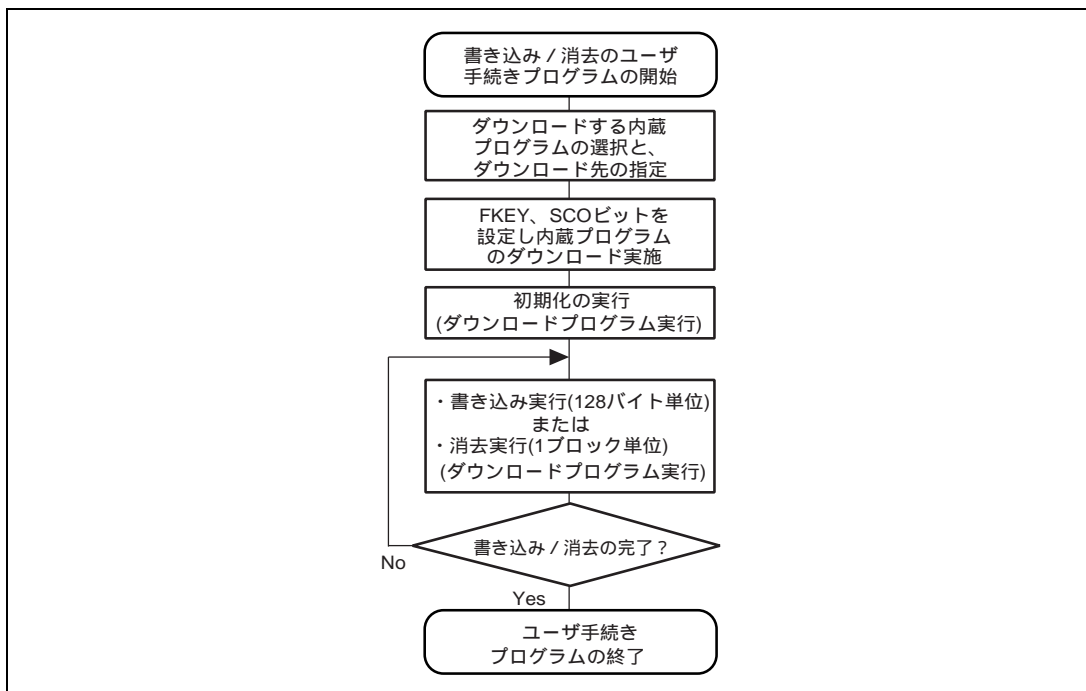 書き込み / 消去のユーザ
手続きプログラムの開始
ダウンロードする内蔵
プログラムの選択と、
ダウンロード先の指定
FKEY、SCOビットを
設定し内蔵プログラム
のダウンロード実施
初期化の実行
(ダウンロードプログラム実行)
・書き込み実行(128バイト単位)
または
・消去実行(1ブロック単位)
(ダウンロードプログラム実行)
書き込み / 消去の完了?
No
Yes
ユーザ手続き
プログラムの終了